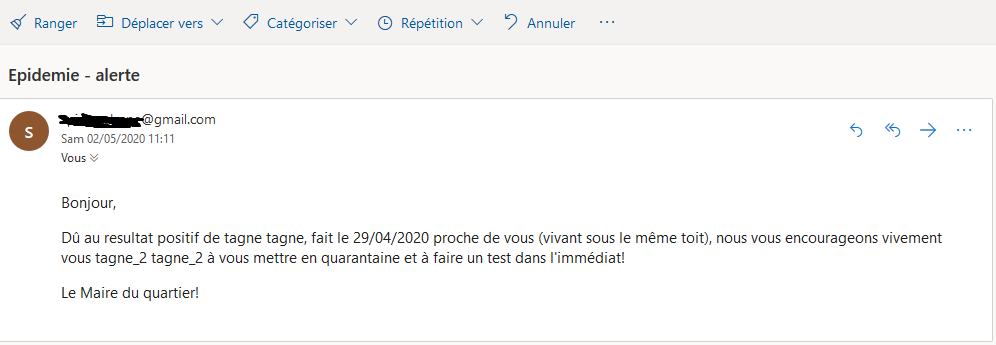 Ranger Déplacer vers Catégoriser Répétition Annuler ...
Epidemie - alerte
S
@gmail.com
Sam 02/05/2020 11:11
Vous
Bonjour,
Dû au resultat positif de tagne tagne, fait le 29/04/2020 proche de vous (vivant sous le même toit), nous vous encourageons vivement
vous tagne_2 tagne_2 à vous mettre en quarantaine et à faire un test dans l'immédiat!
Le Maire du quartier!